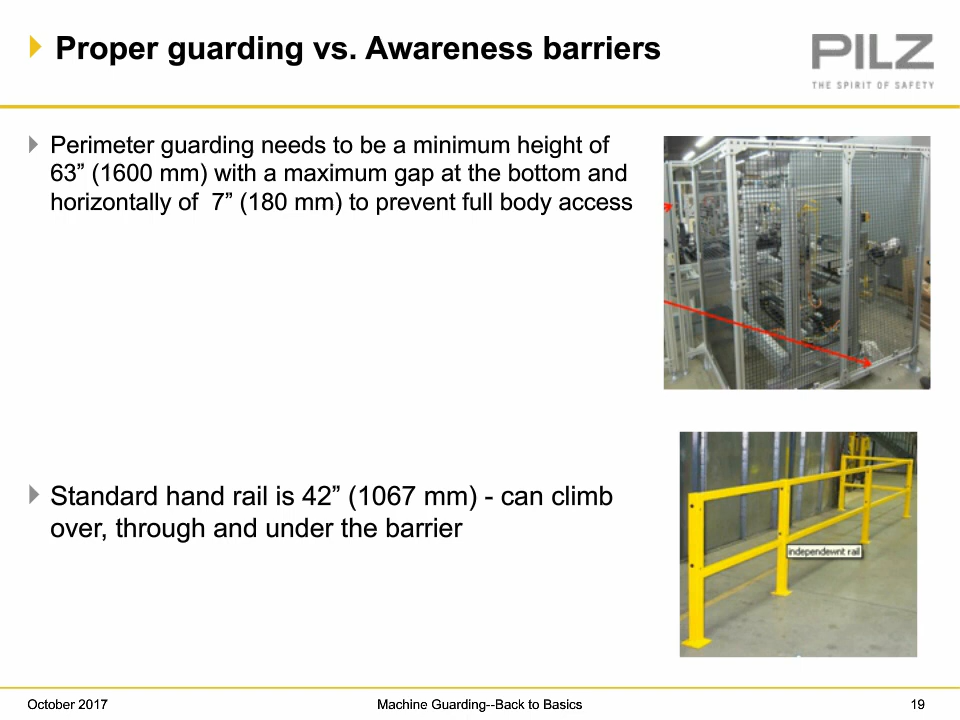 Proper guarding vs. Awareness barriers
PILZ
THE SPIRIT OF SAFETY
Perimeter guarding needs to be a minimum height of
63” (1600 mm) with a maximum gap at the bottom and
horizontally of 7” (180 mm) to prevent full body access
Standard hand rail is 42” (1067 mm) - can climb
over, through and under the barrier
independewnt rail
October 2017
Machine Guarding--Back to Basics
19